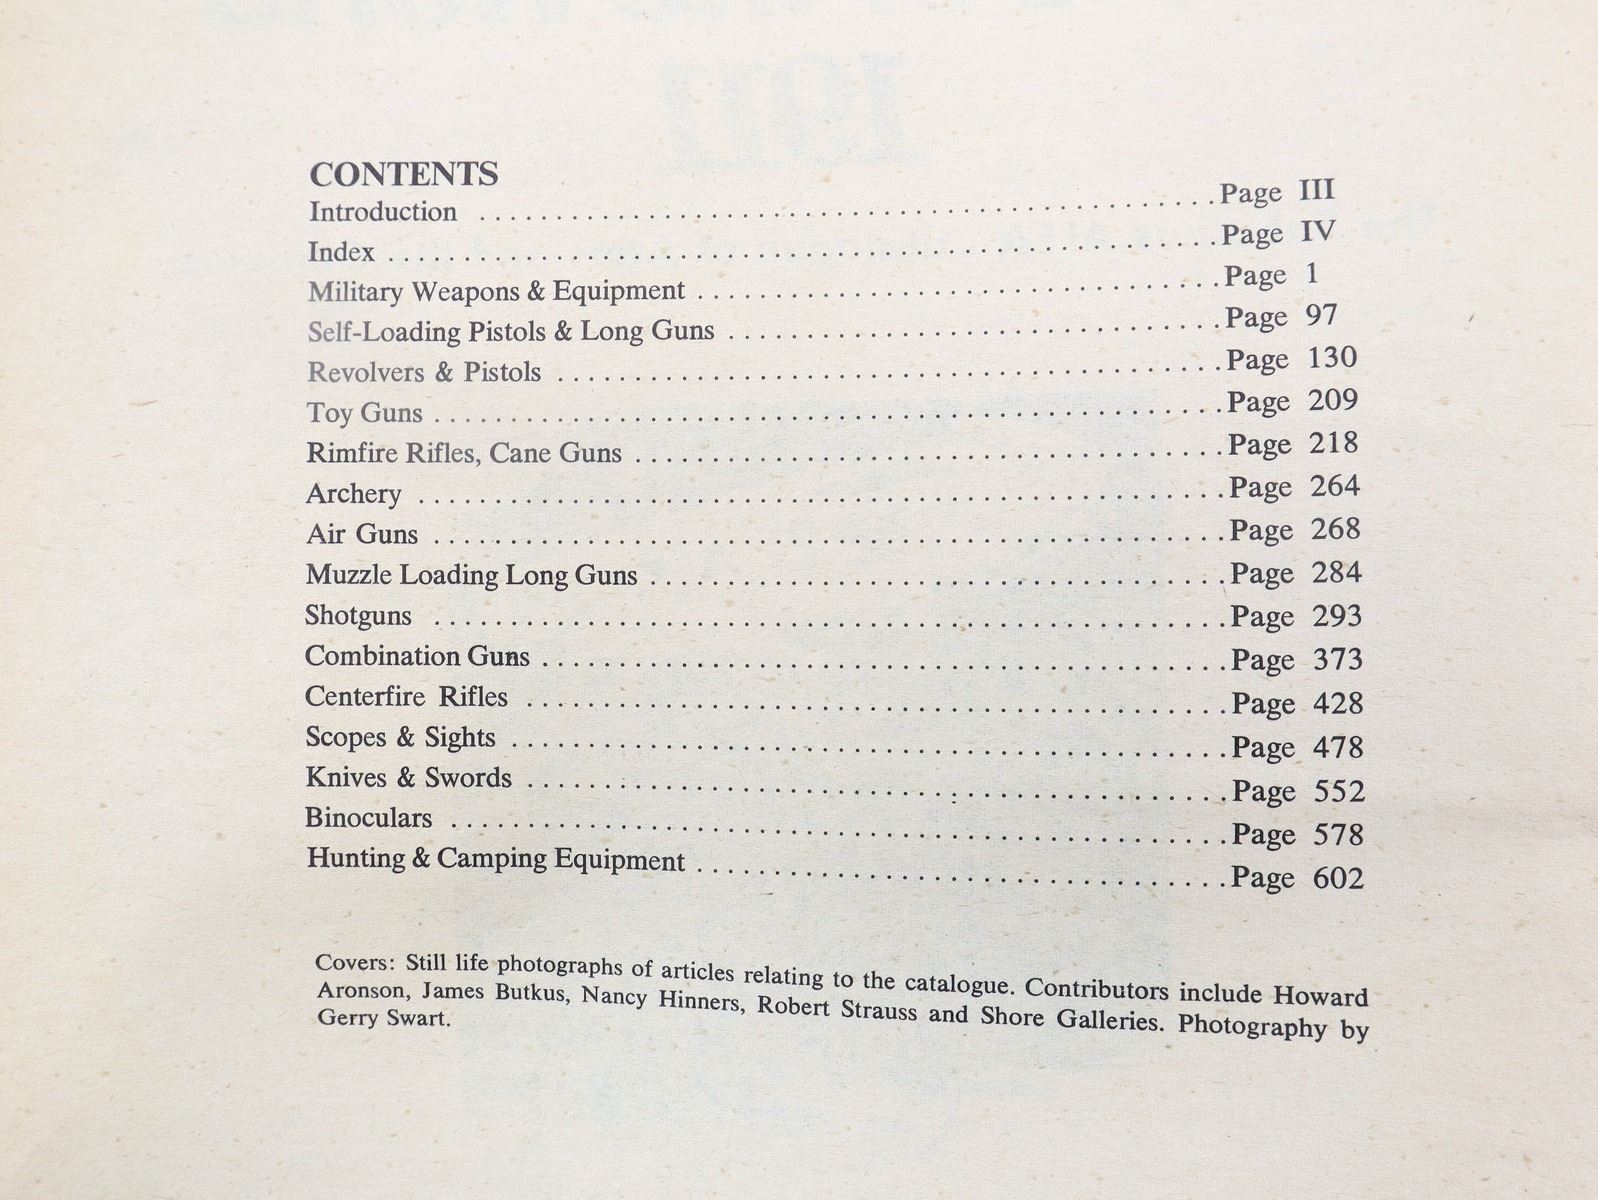 CONTENTS
Introduction ........................................ Page III
Index ........................................ Page IV
Military Weapons & Equipment ........................................ Page 1
Self-Loading Pistols & Long Guns ........................................ Page 97
Revolvers & Pistols ........................................ Page 130
Toy Guns ........................................ Page 209
Rimfire Rifles, Cane Guns ........................................ Page 218
Archery ........................................ Page 264
Air Guns ........................................ Page 268
Muzzle Loading Long Guns ........................................ Page 284
Shotguns ........................................ Page 293
Combination Guns ........................................ Page 373
Centerfire Rifles ........................................ Page 428
Scopes & Sights ........................................ Page 478
Knives & Swords ........................................ Page 552
Binoculars ........................................ Page 578
Hunting & Camping Equipment ........................................ Page 602
Covers: Still life photographs of articles relating to the catalogue. Contributors include Howard
Aronson, James Butkus, Nancy Hinners, Robert Strauss and Shore Galleries. Photography by
Gerry Swart.